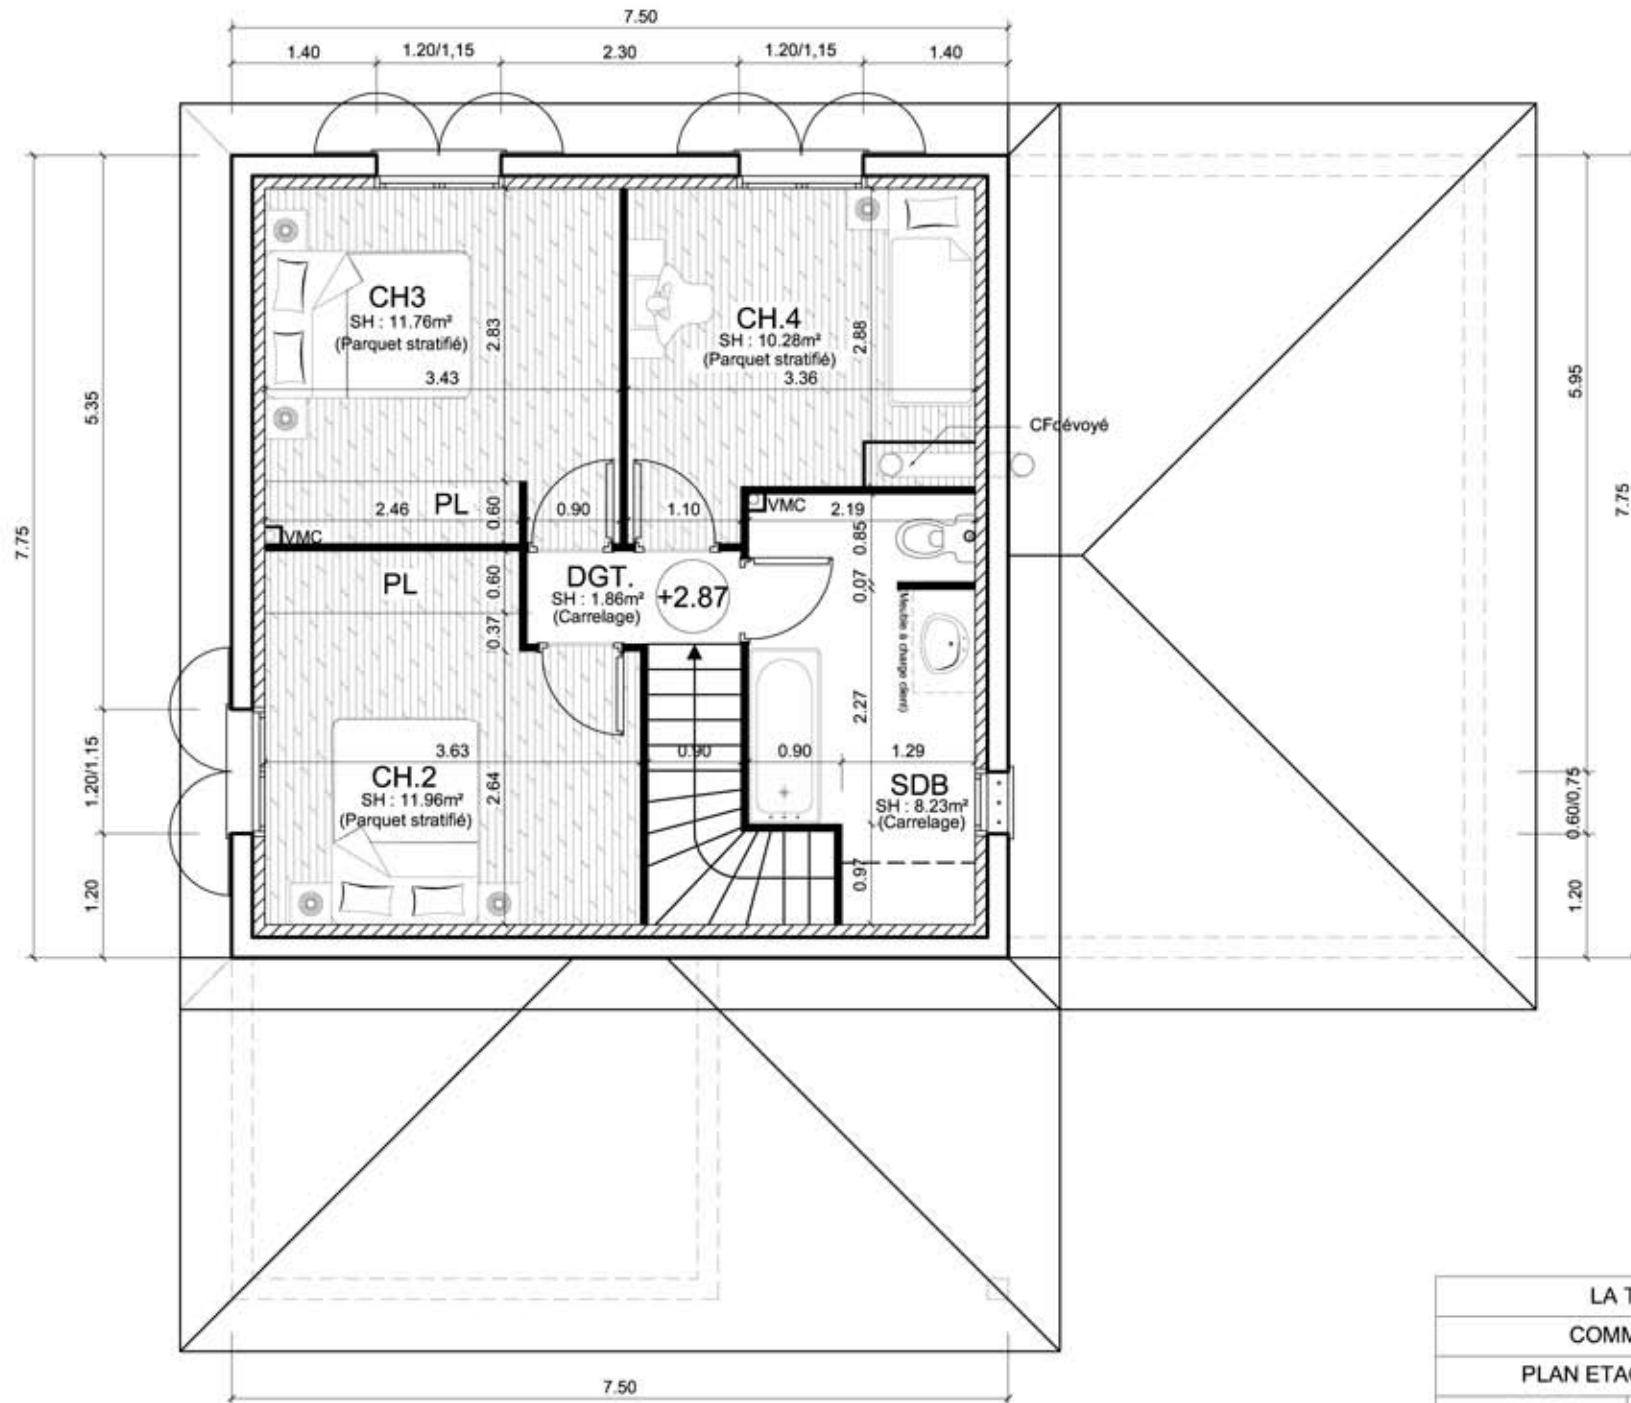 7.50
1.40
1.20/1,15
2.30
1.20/1,15
1.40
CH3
SH : 11.76m²
(Parquet stratifié)
2.83
3.43
CH.4
SH : 10.28m²
(Parquet stratifié)
2.88
3.36
5.35
5.95
7.75
7.75
CFdévoyé
PL
2.46
0.60
0.90
1.10
VMC
2.19
0.85
VMC
PL
0.60
DGT.
SH : 1.86m²
(Carrelage)
+2.87
0.07
0.37
Meuble à charge client)
2.27
1.20/1.15
3.63
0.90
0.90
1.29
CH.2
SH : 11.96m²
(Parquet stratifié)
2.64
SDB
SH : 8.23m²
(Carrelage)
0.60/0,75
0.97
1.20
1.20
7.50
LA T
COMM
PLAN ETAG